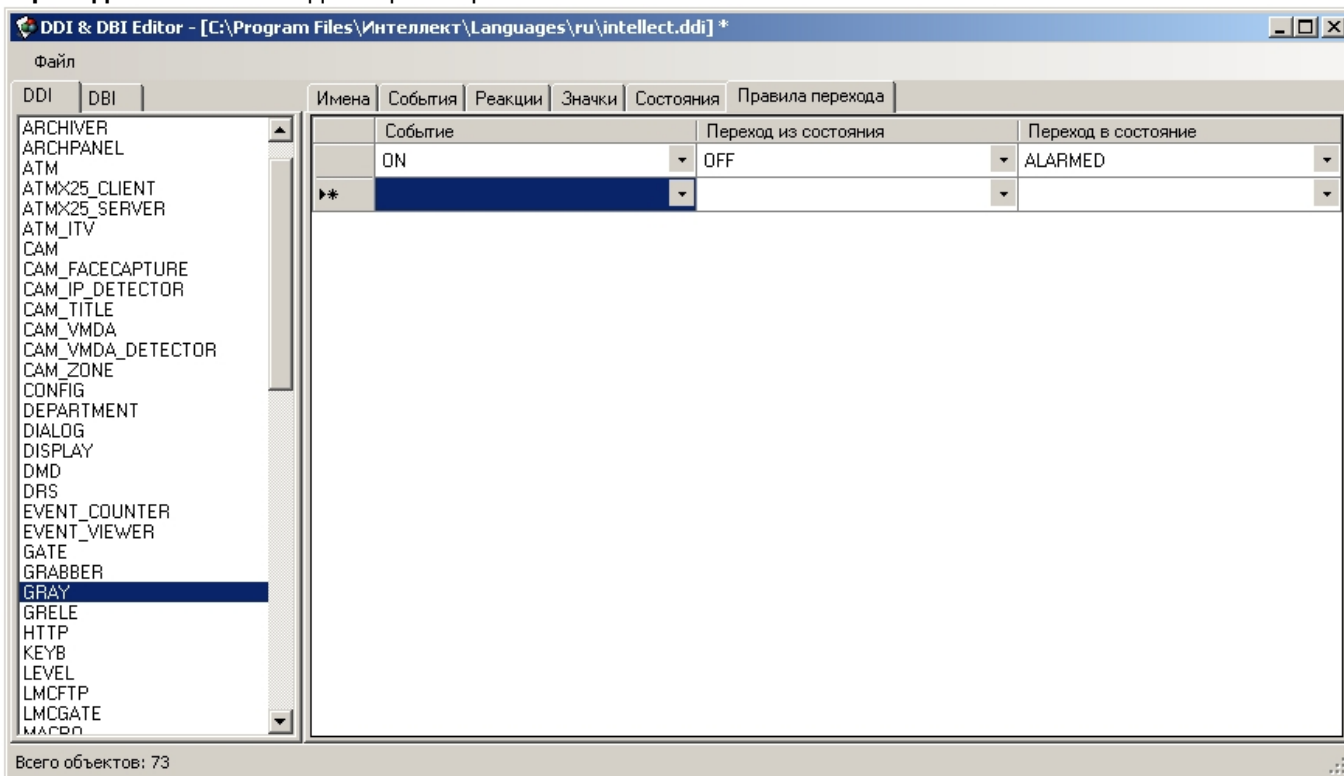 DDI & DBI Editor - [C:\Program Files\Интеллект\Languages\ru\intellect.ddi] *
Файл
DDI DBI
Имена События Реакции Значки Состояния Правила перехода
Событие Переход из состояния Переход в состояние
ON OFF ALARMED
ARCHIVER
ARCHPANEL
ATM
ATMX25_CLIENT
ATMX25_SERVER
ATM_ITV
CAM
CAM_FACECAPTURE
CAM_IP_DETECTOR
CAM_TITLE
CAM_VMDA
CAM_VMDA_DETECTOR
CAM_ZONE
CONFIG
DEPARTMENT
DIALOG
DISPLAY
DMD
DRS
EVENT_COUNTER
EVENT_VIEWER
GATE
GRABBER
GRAY
GRELE
HTTP
KEYB
LEVEL
LMCFTP
LMCGATE
MACRO
Всего объектов: 73